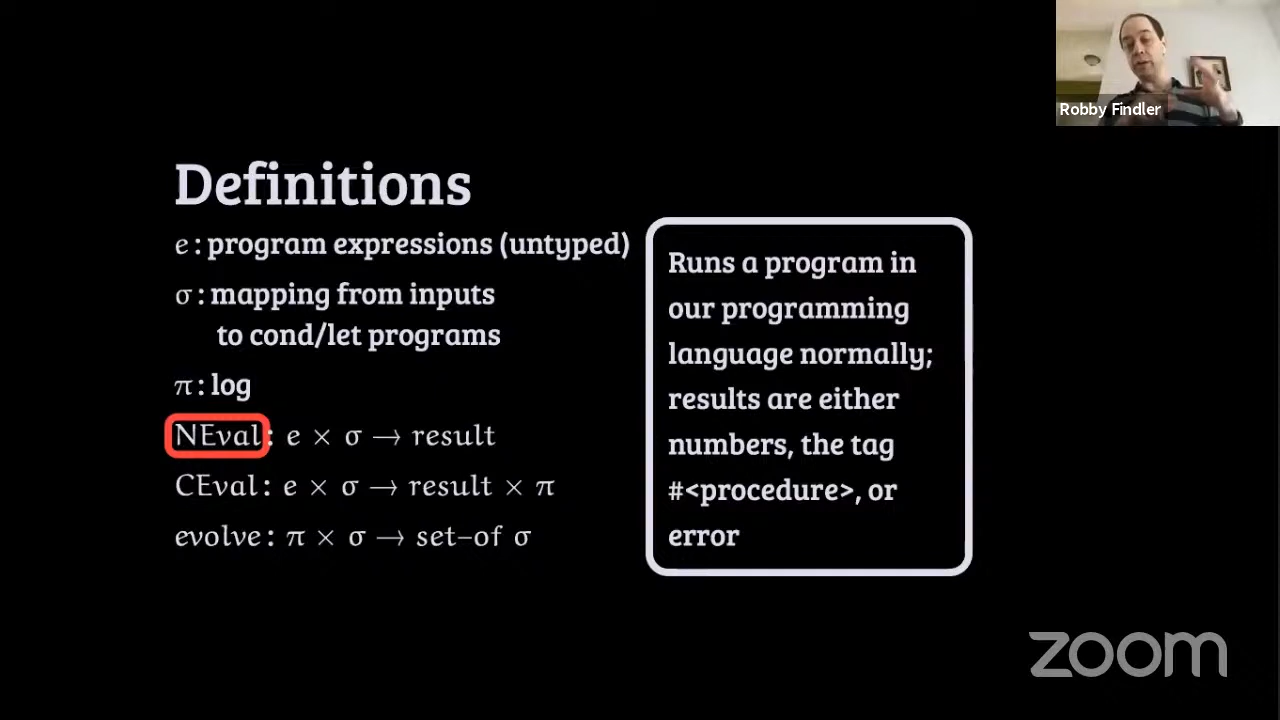 Robby Findler
Definitions
e : program expressions (untyped)
σ : mapping from inputs
to cond/let programs
π : log
NEval : e × σ → result
CEval : e × σ → result × π
evolve : π × σ → set–of σ
Runs a program in
our programming
language normally;
results are either
numbers, the tag
#<procedure>, or
error
zoom